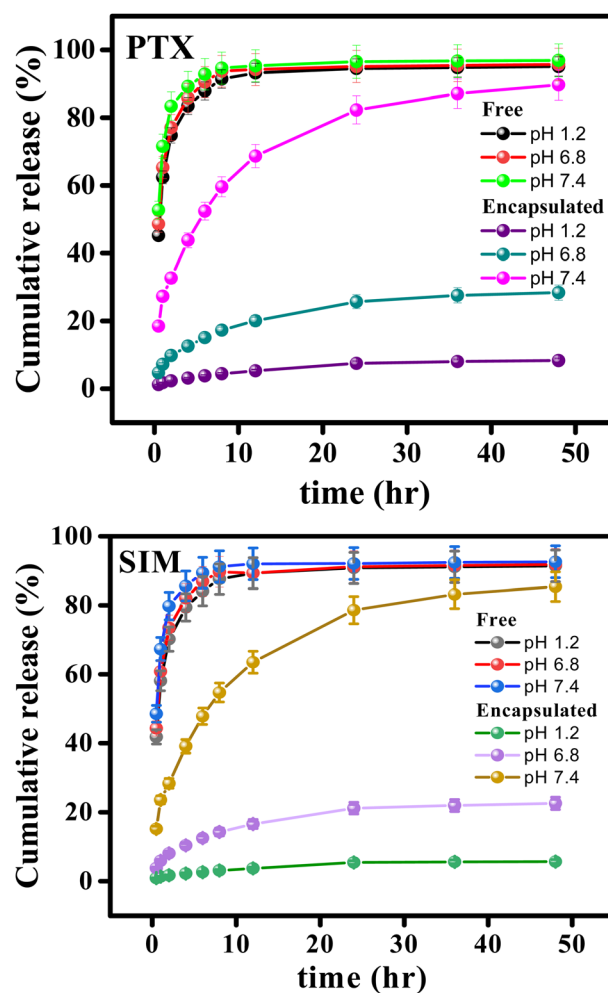 PTX
Cumulative release (%)
100
80
60
40
20
0
Free
pH 1.2
pH 6.8
pH 7.4
Encapsulated
pH 1.2
pH 6.8
pH 7.4
0 10 20 30 40 50
time (hr)
SIM
Cumulative release (%)
100
80
60
40
20
0
Free
pH 1.2
pH 6.8
pH 7.4
Encapsulated
pH 1.2
pH 6.8
pH 7.4
0 10 20 30 40 50
time (hr)